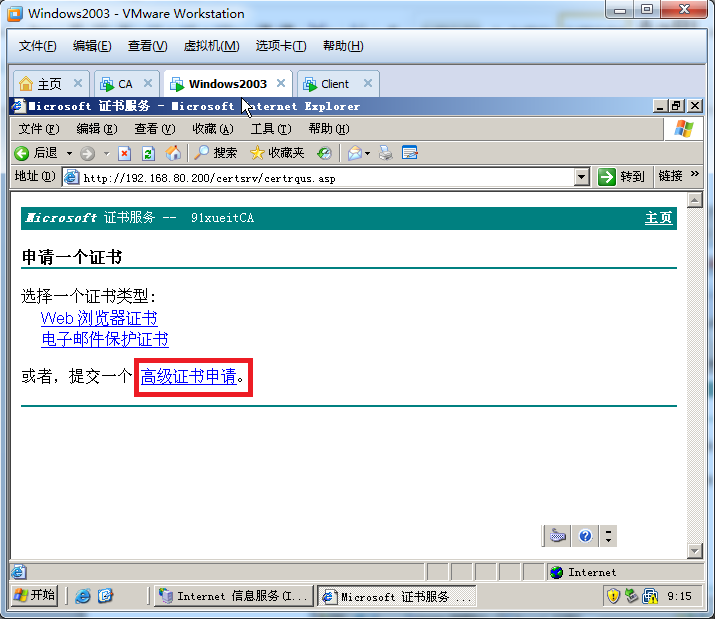 Windows2003 - VMware Workstation
文件(F) 编辑(E) 查看(V) 虚拟机(M) 选项卡(T) 帮助(H)
主页 CA Windows2003 Client
Microsoft 证书服务 - Microsoft Internet Explorer
文件(F) 编辑(E) 查看(V) 收藏(A) 工具(T) 帮助(H)
后退 搜索 收藏夹
地址(D) http://192.168.80.200/certsrv/certrqus.asp 转到 链接 »
Microsoft 证书服务 -- 91xueitCA 主页
申请一个证书
选择一个证书类型:
Web 浏览器证书
电子邮件保护证书
或者，提交一个 高级证书申请。
Internet
开始 Internet 信息服务(I... Microsoft 证书服务 ... 9:15